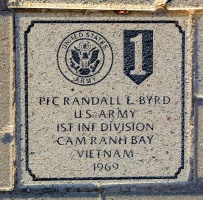 UNITED STATES
ARMY
1
PFC RANDALL E. BYRD
U.S. ARMY
1ST INF DIVISION
CAM RANH BAY
VIETNAM
1969